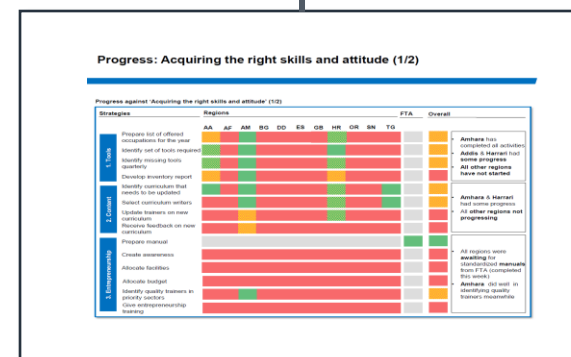 Progress: Acquiring the right skills and attitude (1/2)
Progress against 'Acquiring the right skills and attitude' (1/2)
Strategies Regions FTA Overall
AA AF AM BG DD ES GB HR OR SN TG
1. Tools
Prepare list of offered
occupations for the year
Identify set of tools required
Identify missing tools
quarterly
Develop inventory report
• Amhara has
completed all activities
• Addis & Harrari had
some progress
• All other regions
have not started
2. Content
Identify curriculum that
needs to be updated
Select curriculum writers
Update trainers on new
curriculum
Receive feedback on new
curriculum
• Amhara & Harrari
had some progress
• All other regions not
progressing
3. Entrepreneurship
Prepare manual
Create awareness
Allocate facilities
Allocate budget
Identify quality trainers in
priority sectors
Give entrepreneurship
training
• All regions were
awaiting for
standardized manuals
from FTA (completed
this week)
• Amhara did well in
identifying quality
trainers meanwhile